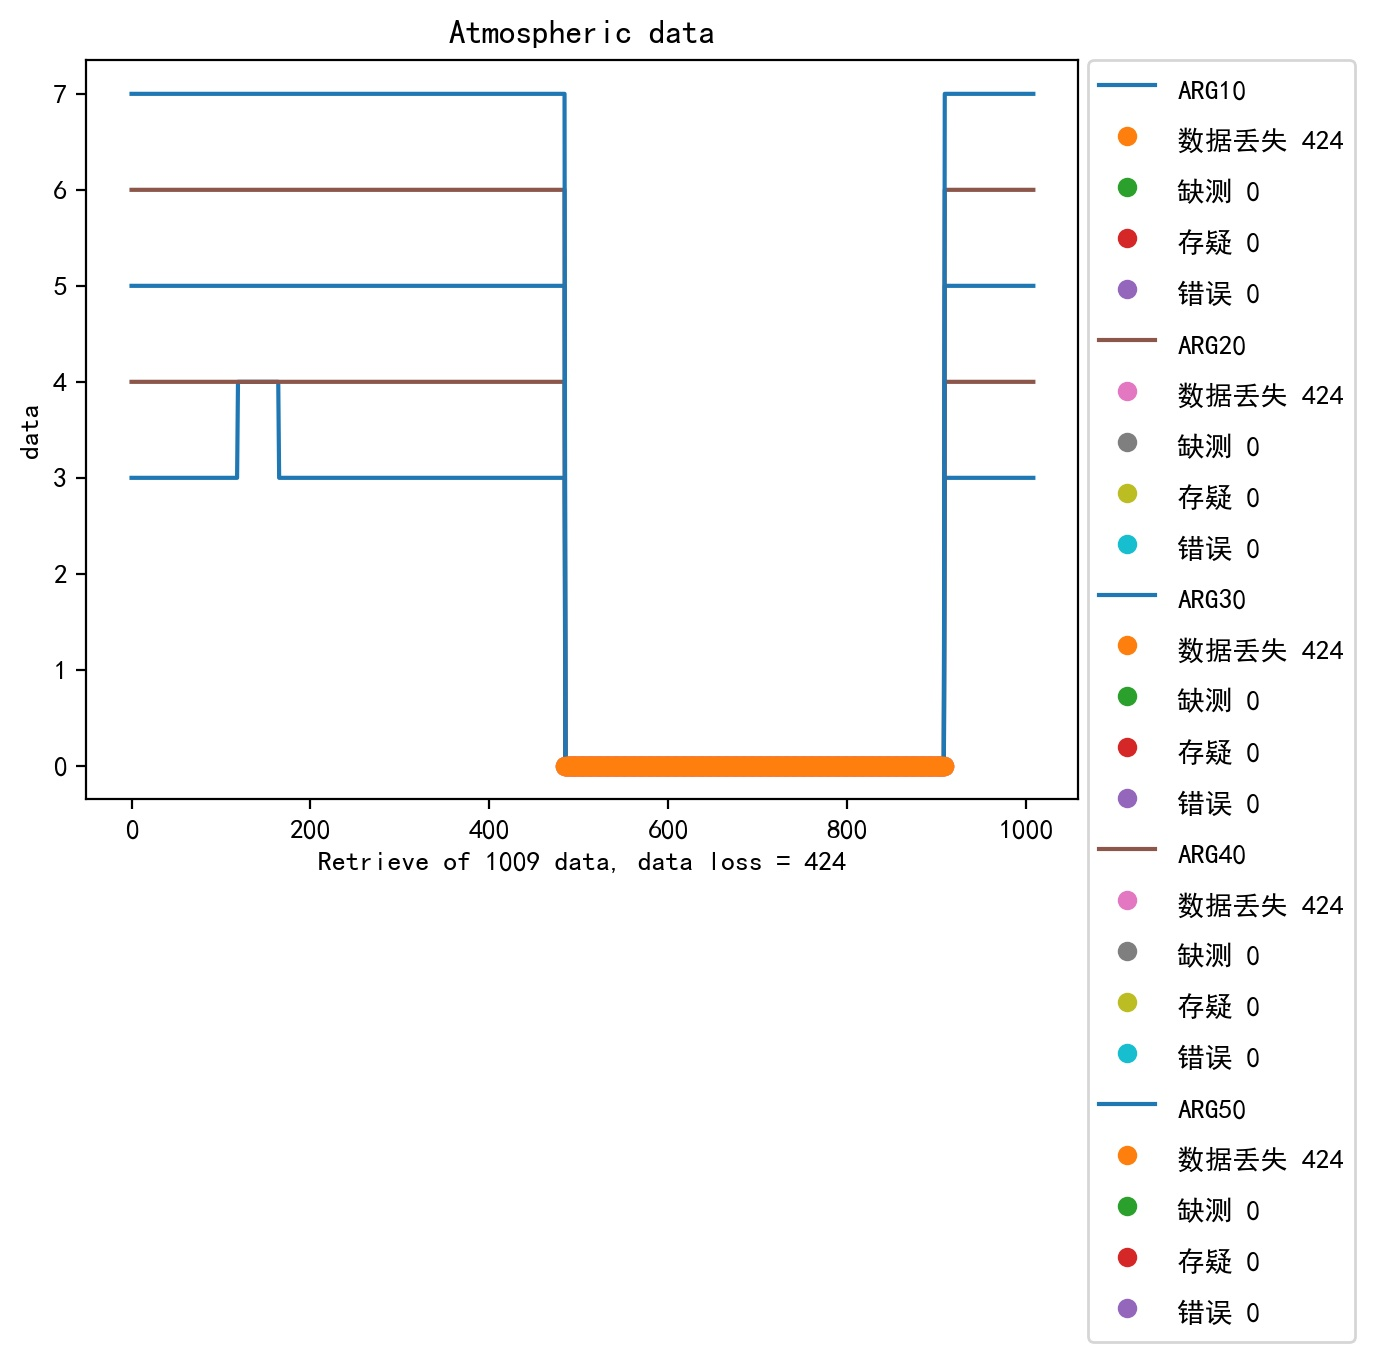 Atmospheric data
data
7
6
5
4
3
2
1
0
0 200 400 600 800 1000
Retrieve of 1009 data, data loss = 424
ARG10
数据丢失 424
缺测 0
存疑 0
错误 0
ARG20
数据丢失 424
缺测 0
存疑 0
错误 0
ARG30
数据丢失 424
缺测 0
存疑 0
错误 0
ARG40
数据丢失 424
缺测 0
存疑 0
错误 0
ARG50
数据丢失 424
缺测 0
存疑 0
错误 0